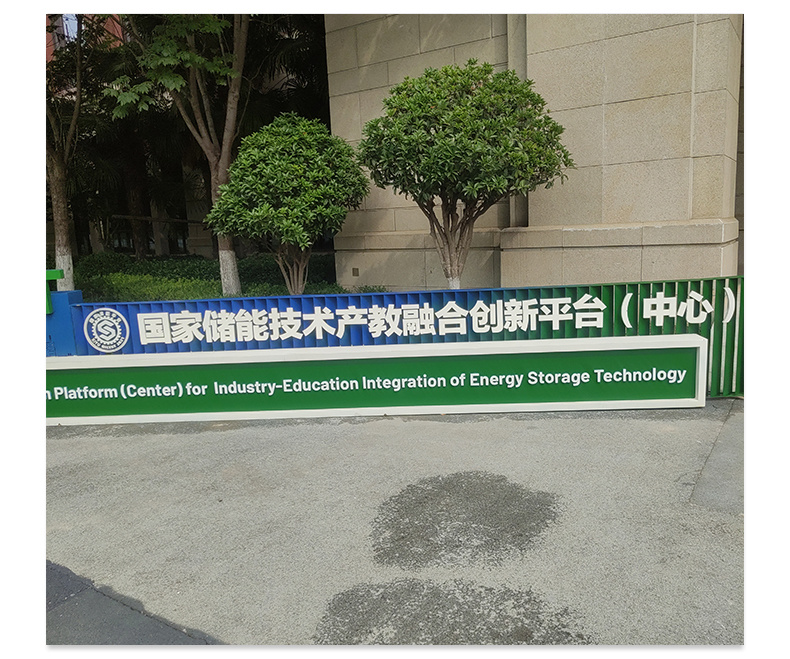 国家储能技术产教融合创新平台（中心）
Platform (Center) for Industry-Education Integration of Energy Storage Technology